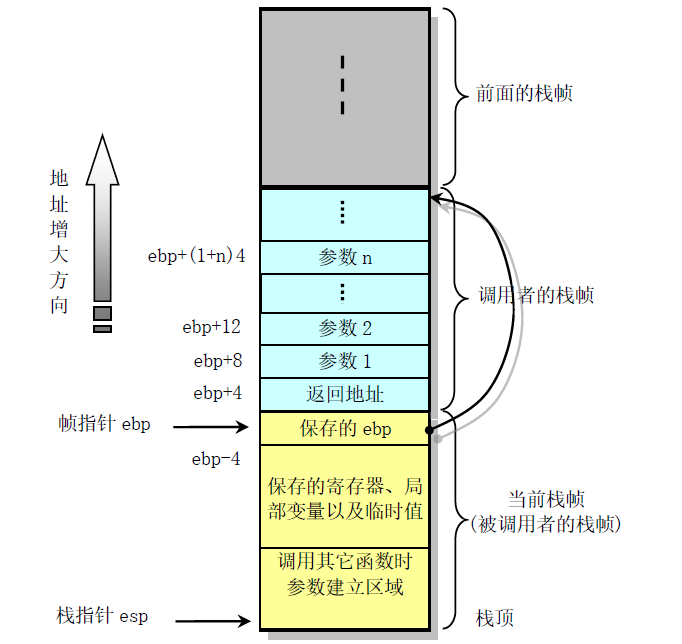 前面的栈帧
地址增大方向
ebp+(1+n)4
参数 n
调用者的栈帧
ebp+12
参数 2
ebp+8
参数 1
ebp+4
返回地址
帧指针 ebp
保存的 ebp
ebp-4
保存的寄存器、局
部变量以及临时值
当前栈帧
(被调用者的栈帧)
调用其它函数时
参数建立区域
栈指针 esp
栈顶